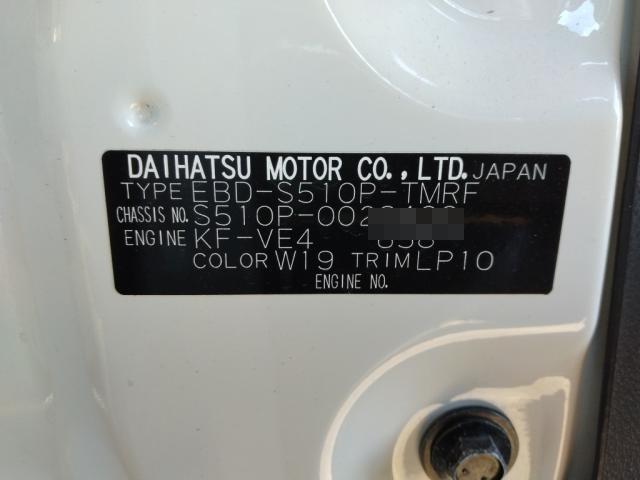 DAIHATSU MOTOR CO.,LTD. JAPAN
TYPE EBD-S510P-TMRF
CHASSIS NO. S510P-002
ENGINE KF-VE4
COLOR W19 TRIM LP10
ENGINE NO.